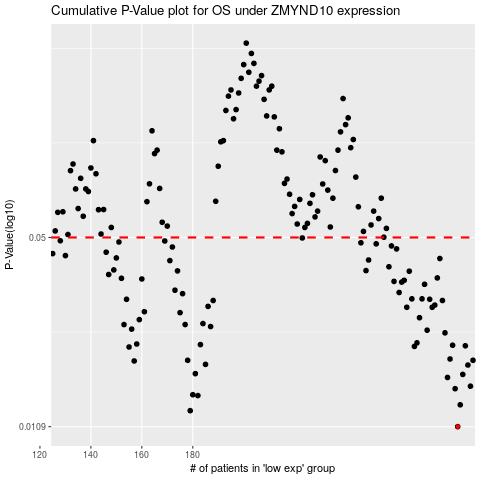 Cumulative P-Value plot for OS under ZMYND10 expression
P-Value(log10)
0.05
0.0109
120 140 160 180
# of patients in 'low exp' group